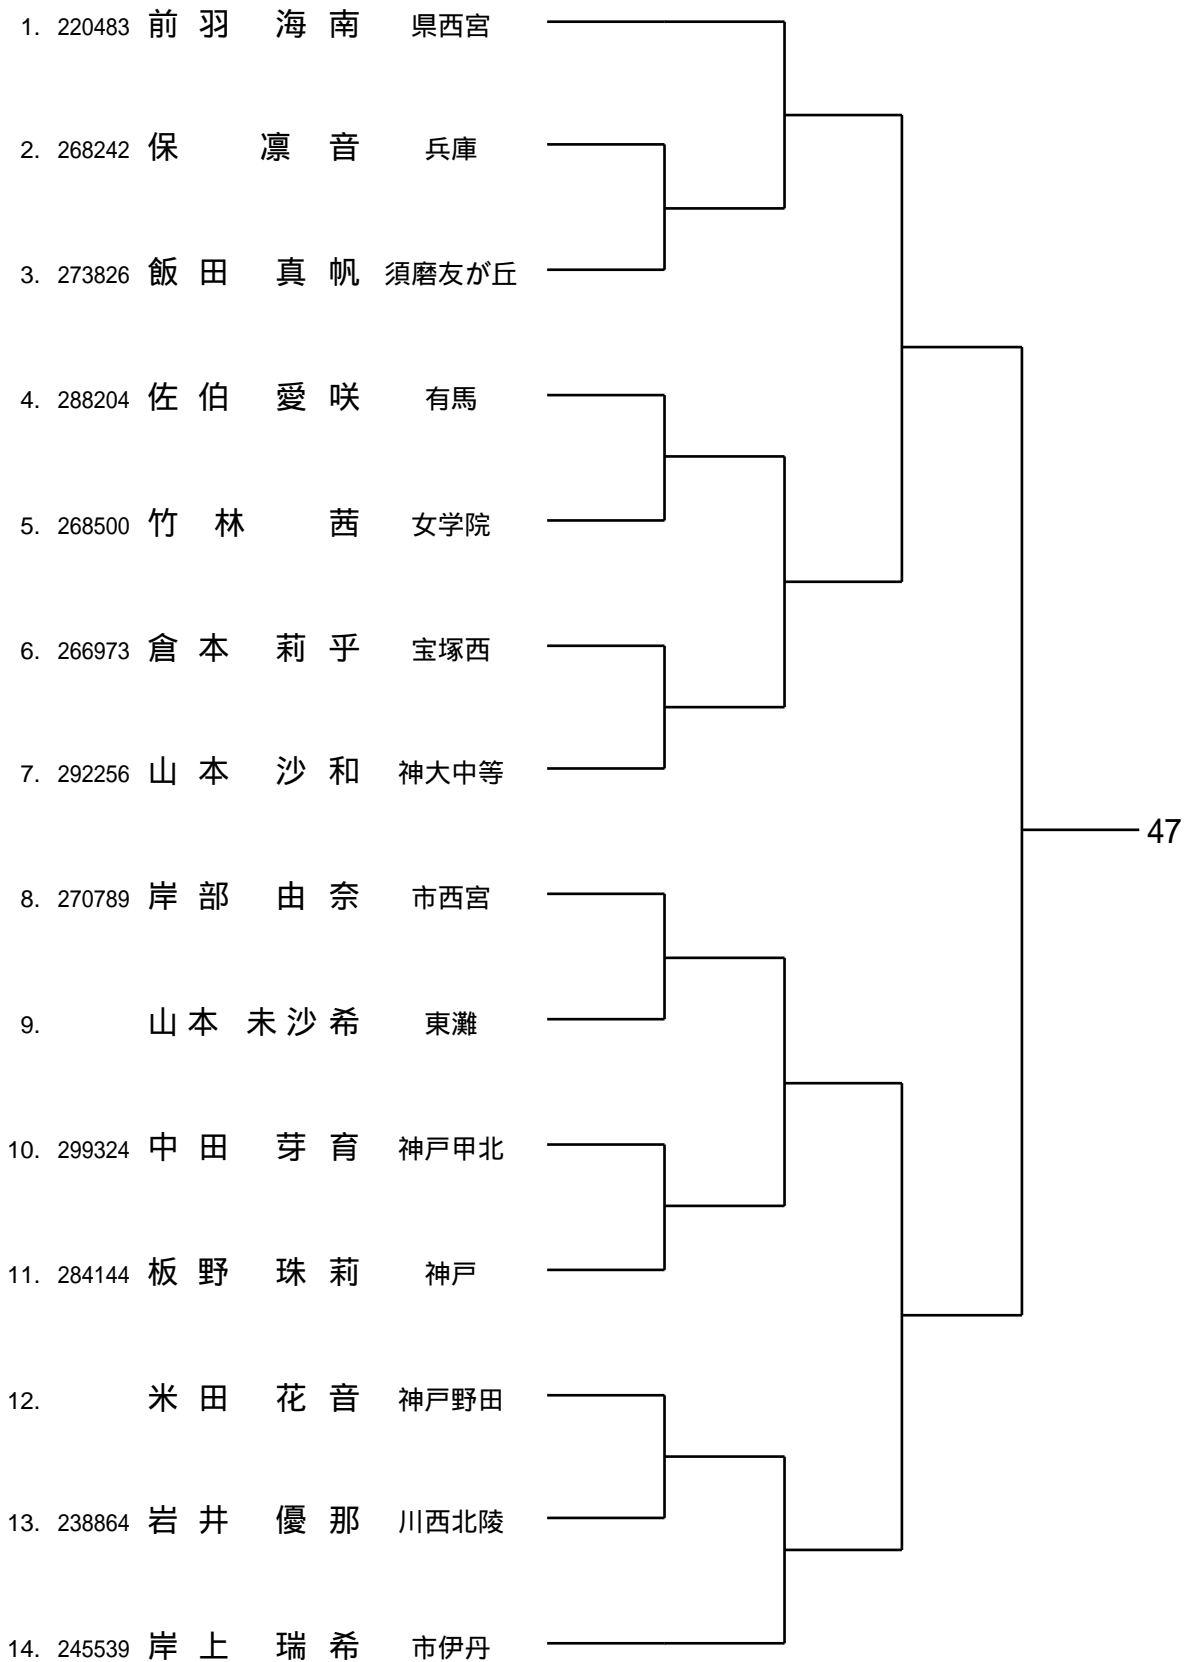 1. 220483 前羽 海南 県西宮
2. 268242 保 凛音 兵庫
3. 273826 飯田 真帆 須磨友が丘
4. 288204 佐伯 愛咲 有馬
5. 268500 竹林 茜 女学院
6. 266973 倉本 莉乎 宝塚西
7. 292256 山本 沙和 神大中等
47
8. 270789 岸部 由奈 市西宮
9. 山本 未沙希 東灘
10. 299324 中田 芽育 神戸甲北
11. 284144 板野 珠莉 神戸
12. 米田 花音 神戸野田
13. 238864 岩井 優那 川西北陵
14. 245539 岸上 瑞希 市伊丹